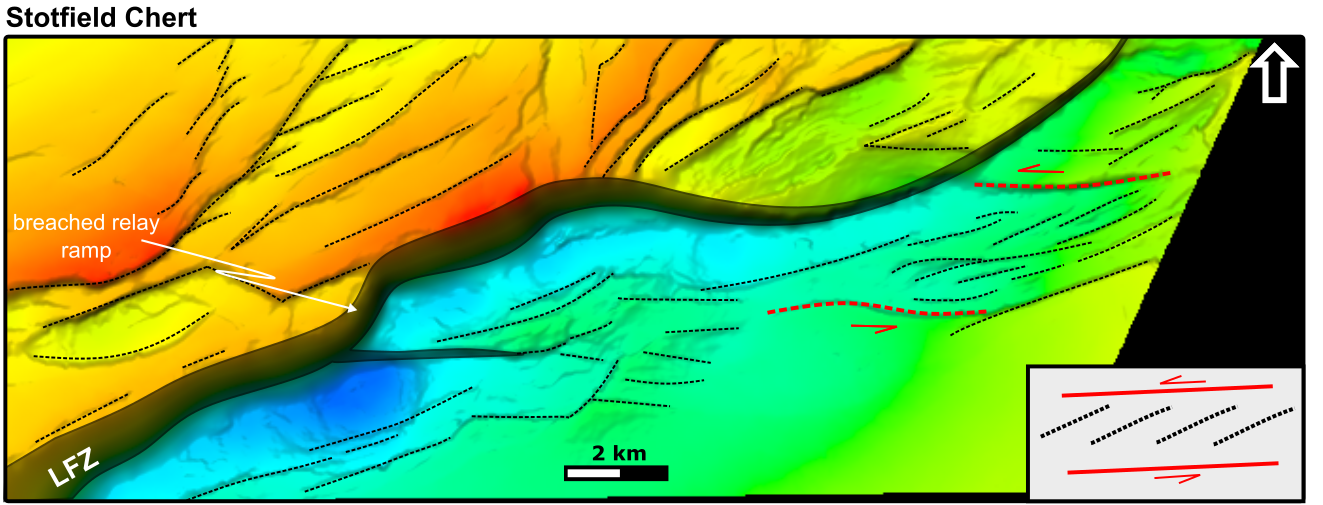 Stotfield Chert
breached relay
ramp
LFZ
2 km